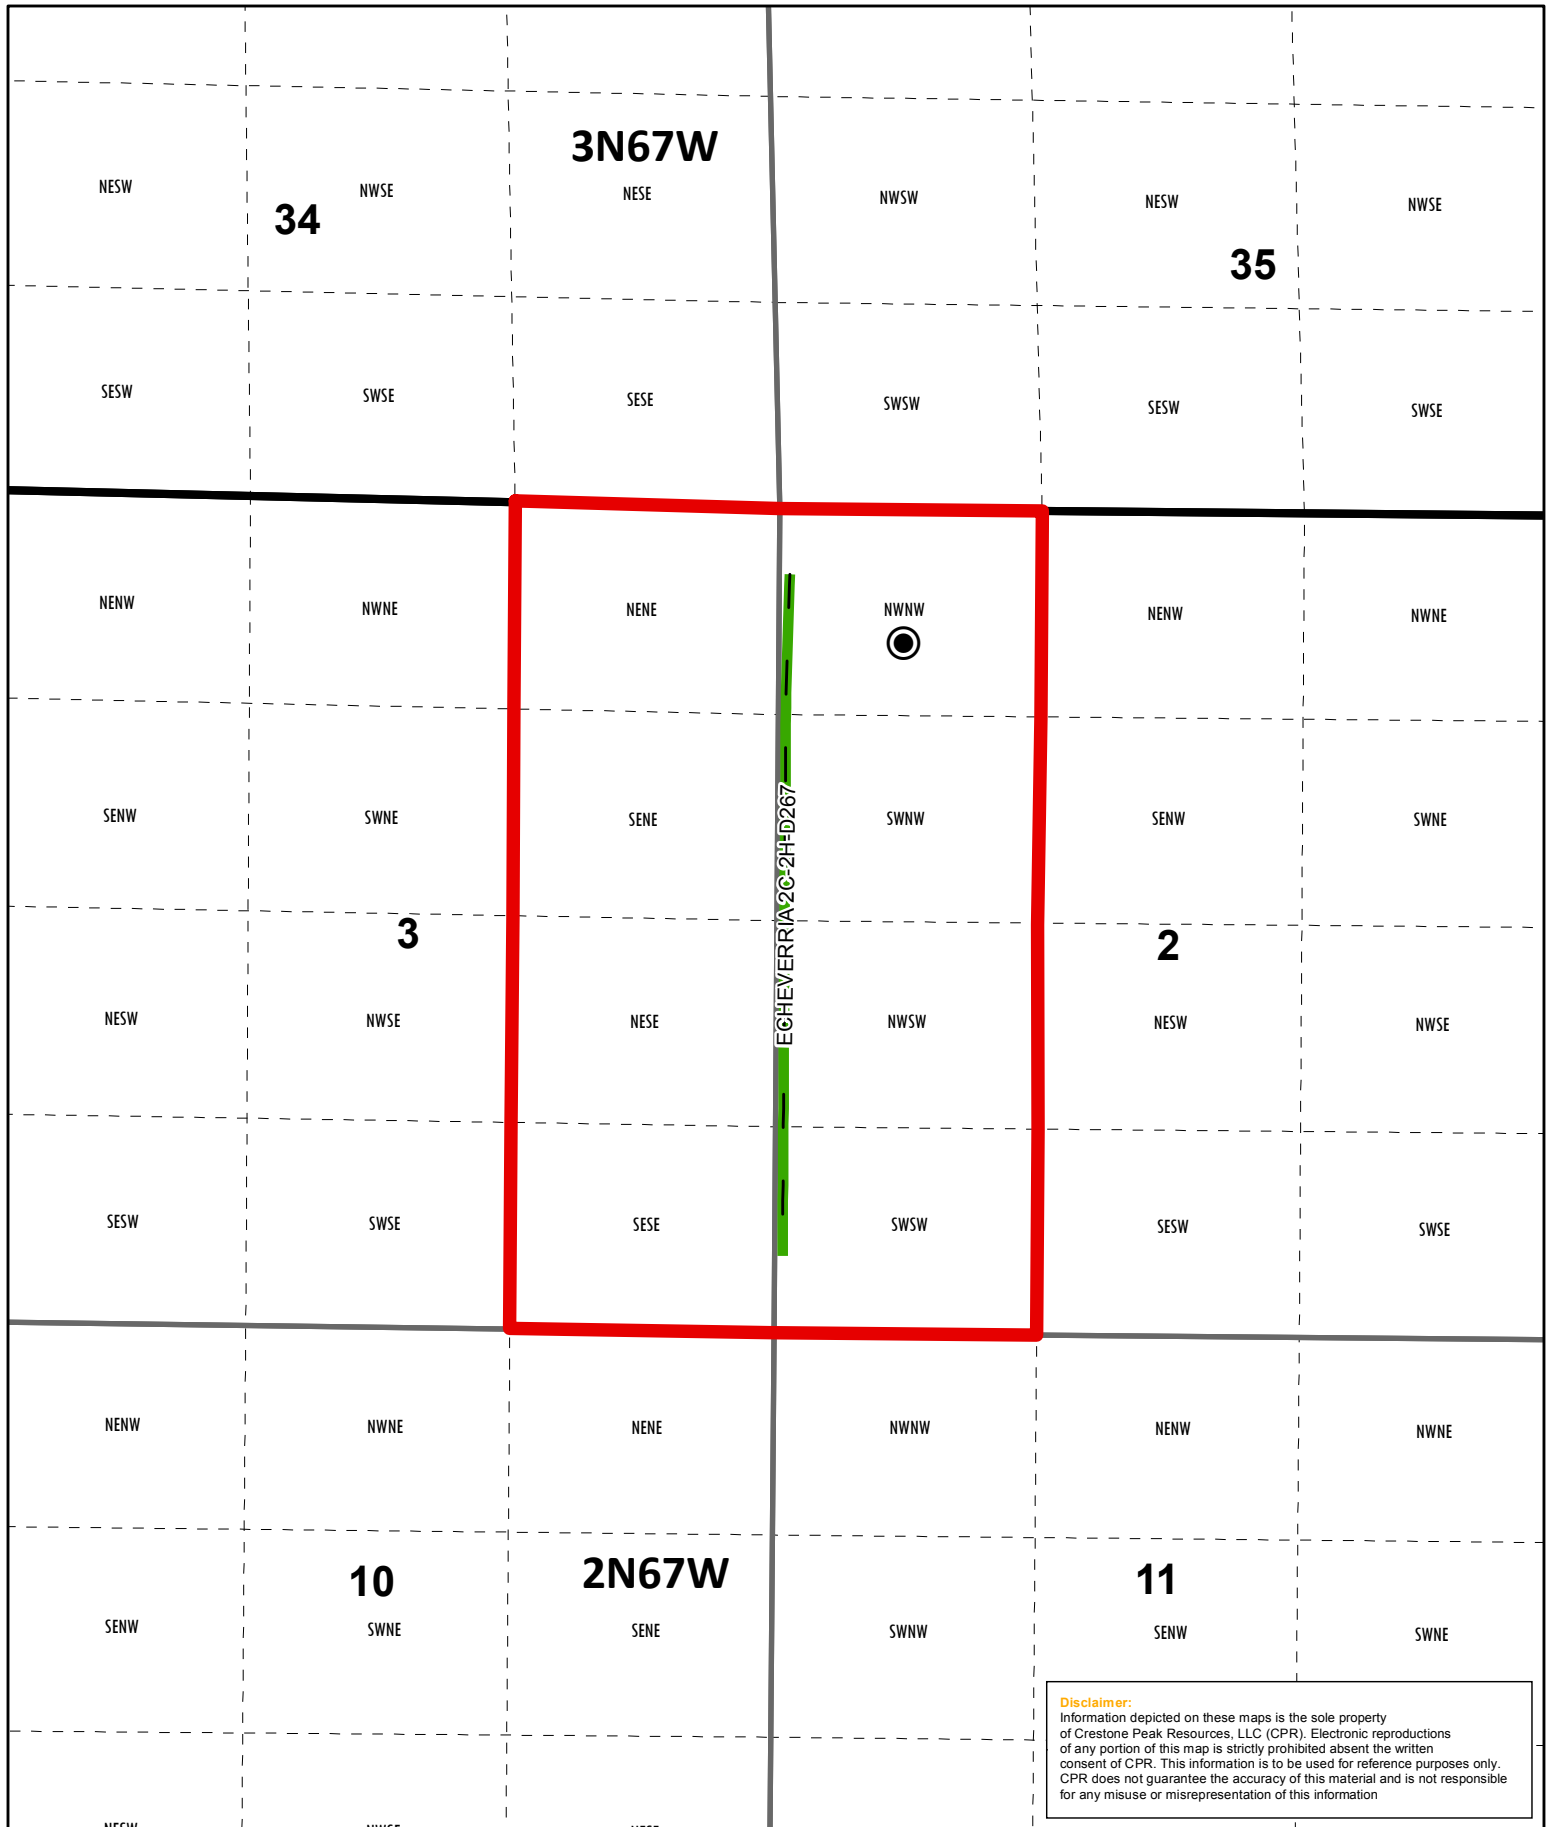 3N67W
NESW
NWSE
NESE
NWSW
NESW
NWSE
34
35
SESW
SWSE
SESE
SWSW
SESW
SWSE
NENW
NWNE
NENE
NWNW
NENW
NWNE
SENW
SWNE
SENE
SWNW
SENW
SWNE
ECHEVERRIA 2C-2H-D267
3
2
NESW
NWSE
NESE
NWSW
NESW
NWSE
SESW
SWSE
SESE
SWSW
SESW
SWSE
NENW
NWNE
NENE
NWNW
NENW
NWNE
10
2N67W
11
SENW
SWNE
SENE
SWNW
SENW
SWNE
Disclaimer:
Information depicted on these maps is the sole property
of Crestone Peak Resources, LLC (CPR). Electronic reproductions
of any portion of this map is strictly prohibited absent the written
consent of CPR. This information is to be used for reference purposes only.
CPR does not guarantee the accuracy of this material and is not responsible
for any misuse or misrepresentation of this information